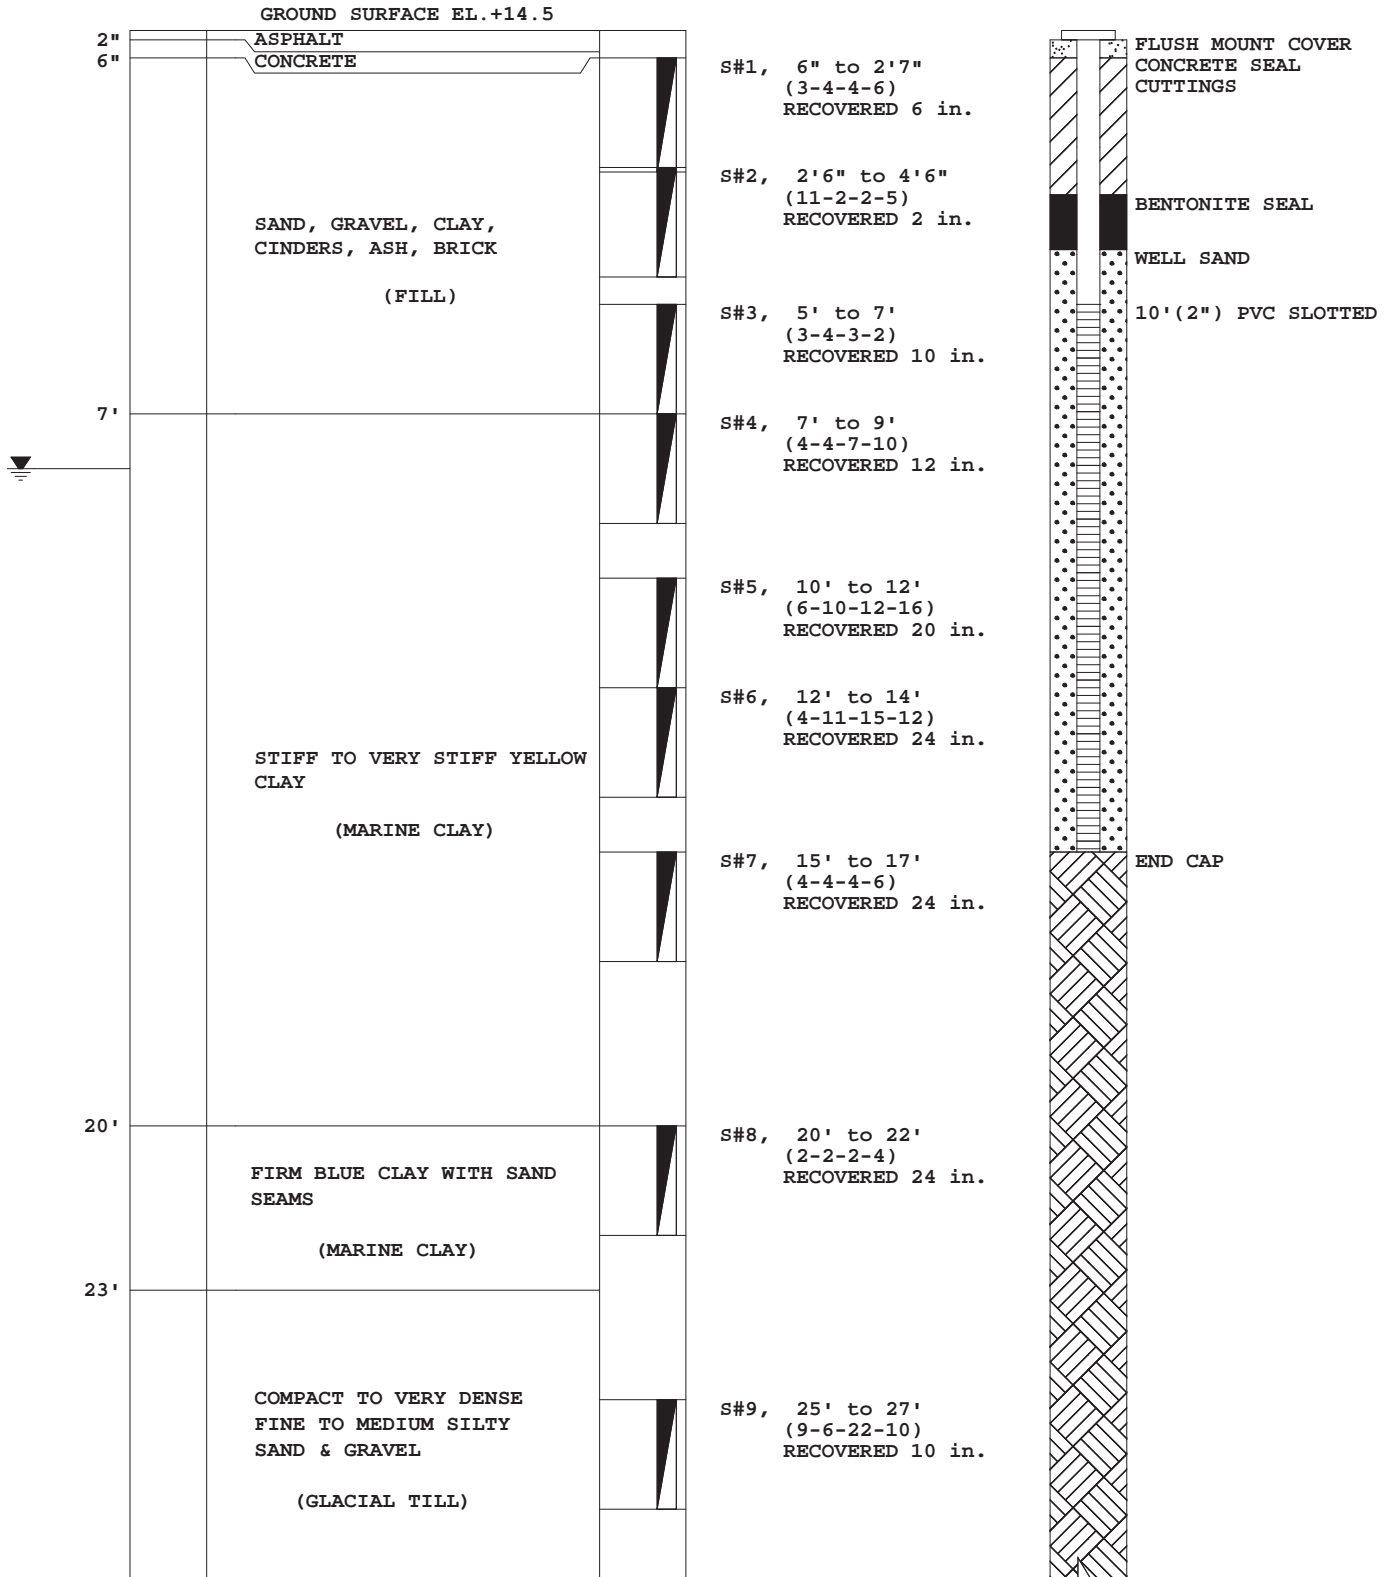 GROUND SURFACE EL.+14.5
2"
ASPHALT
6"
CONCRETE
SAND, GRAVEL, CLAY,
CINDERS, ASH, BRICK
(FILL)
7'
STIFF TO VERY STIFF YELLOW
CLAY
(MARINE CLAY)
20'
FIRM BLUE CLAY WITH SAND
SEAMS
(MARINE CLAY)
23'
COMPACT TO VERY DENSE
FINE TO MEDIUM SILTY
SAND & GRAVEL
(GLACIAL TILL)
S#1, 6" to 2'7"
(3-4-4-6)
RECOVERED 6 in.
S#2, 2'6" to 4'6"
(11-2-2-5)
RECOVERED 2 in.
S#3, 5' to 7'
(3-4-3-2)
RECOVERED 10 in.
S#4, 7' to 9'
(4-4-7-10)
RECOVERED 12 in.
S#5, 10' to 12'
(6-10-12-16)
RECOVERED 20 in.
S#6, 12' to 14'
(4-11-15-12)
RECOVERED 24 in.
S#7, 15' to 17'
(4-4-4-6)
RECOVERED 24 in.
S#8, 20' to 22'
(2-2-2-4)
RECOVERED 24 in.
S#9, 25' to 27'
(9-6-22-10)
RECOVERED 10 in.
FLUSH MOUNT COVER
CONCRETE SEAL
CUTTINGS
BENTONITE SEAL
WELL SAND
10'(2") PVC SLOTTED
END CAP